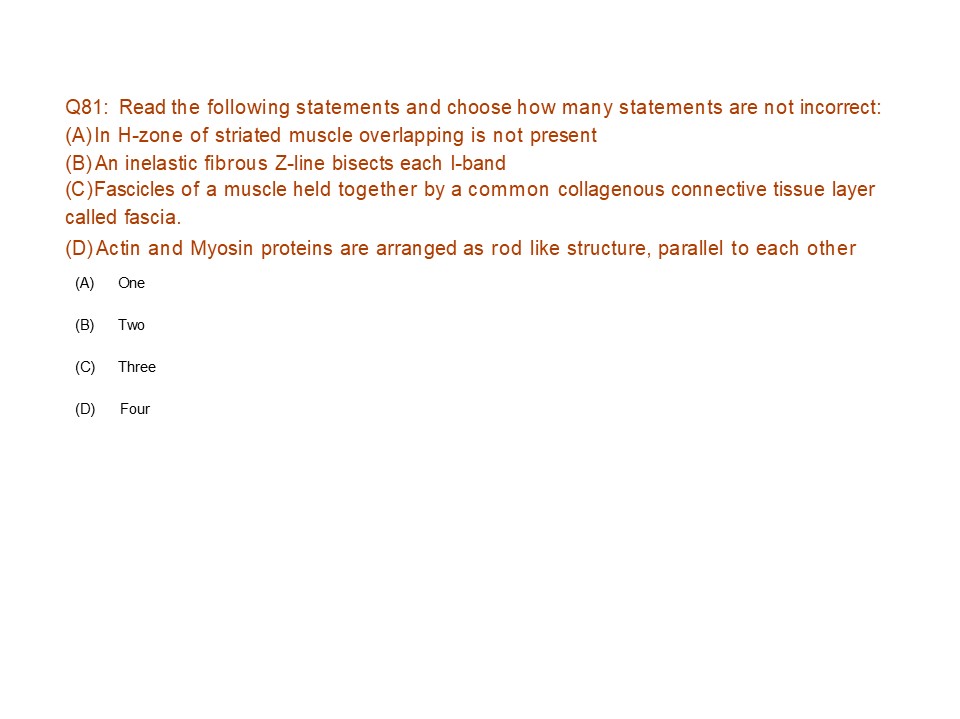 Q81: Read the following statements and choose how many statements are not incorrect:
(A) In H-zone of striated muscle overlapping is not present
(B) An inelastic fibrous Z-line bisects each I-band
(C) Fascicles of a muscle held together by a common collagenous connective tissue layer
called fascia.
(D) Actin and Myosin proteins are arranged as rod like structure, parallel to each other
(A) One
(B) Two
(C) Three
(D) Four